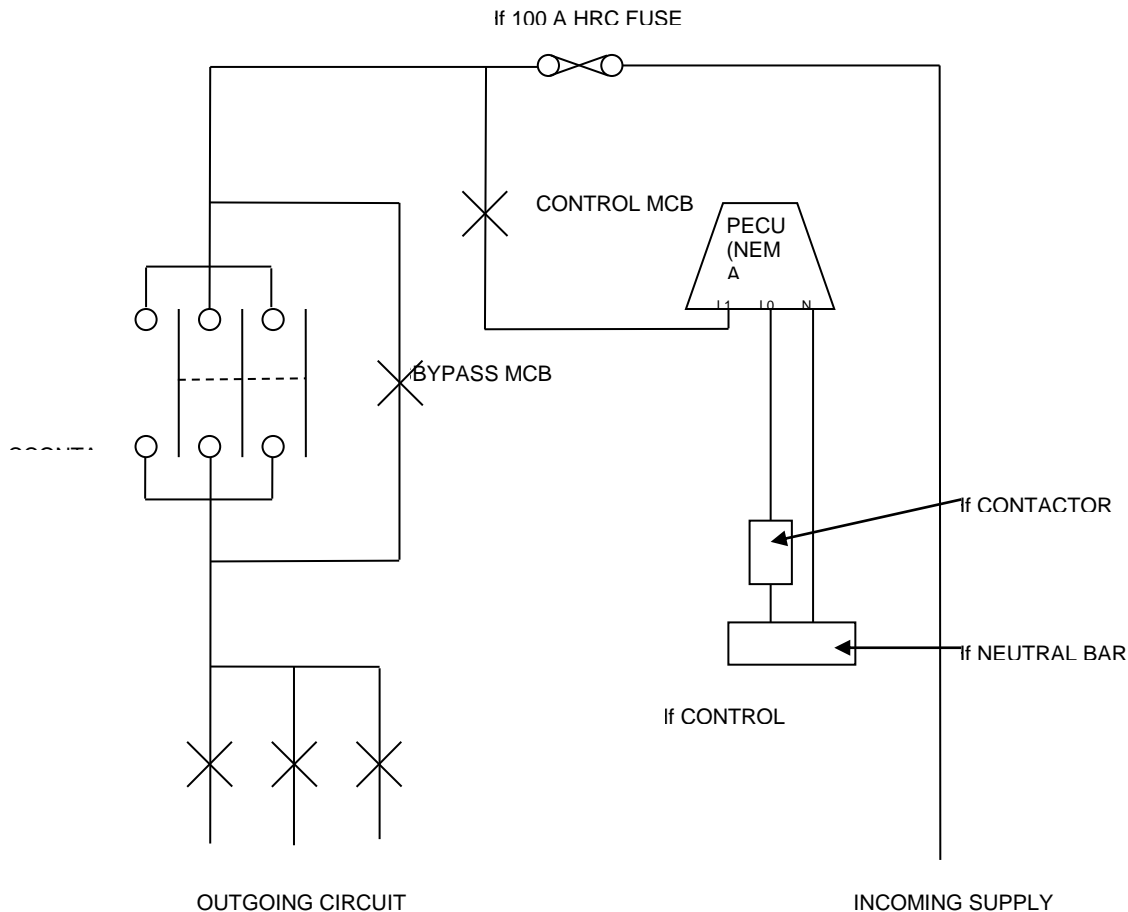 If 100 A HRC FUSE
CONTROL MCB
PECU
(NEM
A
L1 L0 N
BYPASS MCB
If CONTACTOR
If NEUTRAL BAR
If CONTROL
OUTGOING CIRCUIT
INCOMING SUPPLY